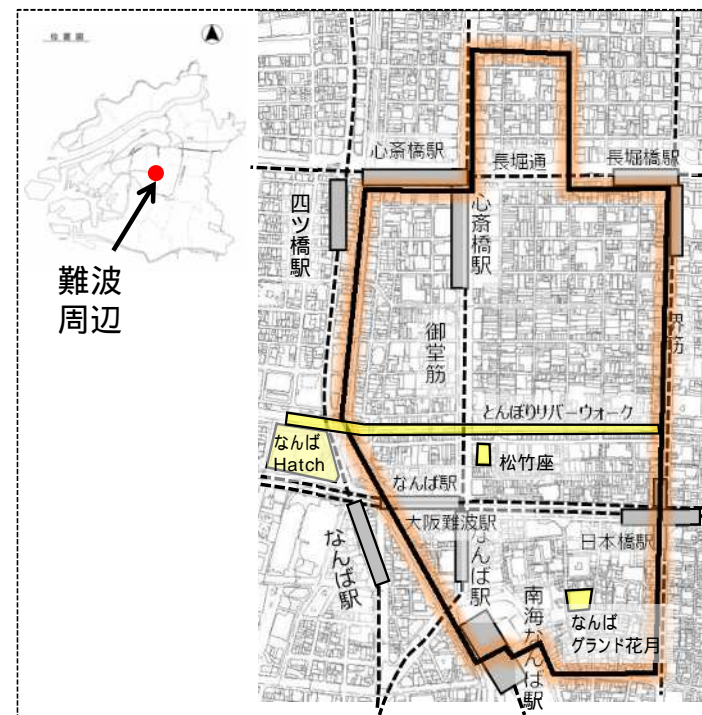 位置図
難波
周辺
心斎橋駅
長堀通
長堀橋駅
四ツ橋駅
心斎橋駅
御堂筋
堺筋
とんぼりリバーウォーク
なんば
Hatch
松竹座
なんば駅
大阪難波駅
日本橋駅
なんば駅
なんば駅
南海なんば駅
なんば
グランド花月